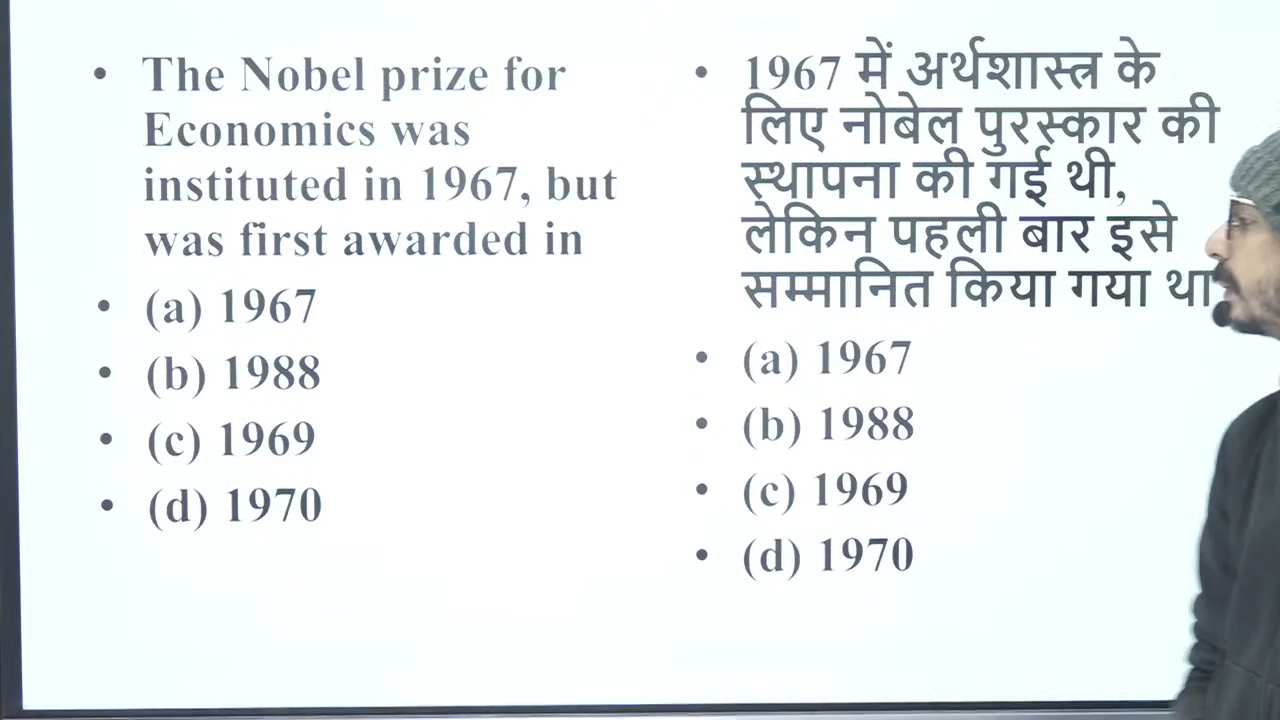 • The Nobel prize for
Economics was
instituted in 1967, but
was first awarded in
• (a) 1967
• (b) 1988
• (c) 1969
• (d) 1970
• 1967 में अर्थशास्त्र के
लिए नोबेल पुरस्कार की
स्थापना की गई थी,
लेकिन पहली बार इसे
सम्मानित किया गया था
• (a) 1967
• (b) 1988
• (c) 1969
• (d) 1970